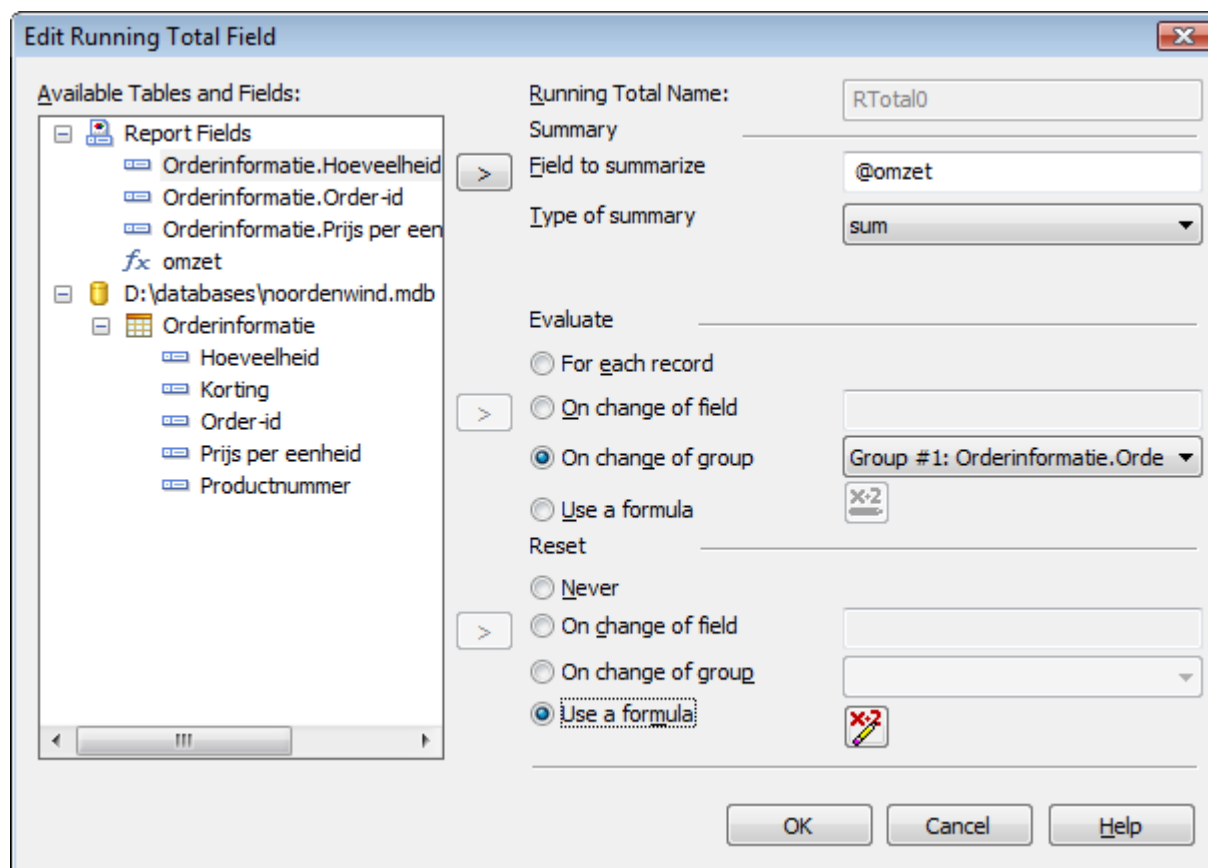 Edit Running Total Field
Available Tables and Fields:
Report Fields
Orderinformatie.Hoeveelheid
Orderinformatie.Order-id
Orderinformatie.Prijs per een
fx omzet
D:\databases\noordenwind.mdb
Orderinformatie
Hoeveelheid
Korting
Order-id
Prijs per eenheid
Productnummer
>
>
>
Running Total Name: RTotal0
Summary
Field to summarize @omzet
Type of summary sum
Evaluate
For each record
On change of field
On change of group Group #1: Orderinformatie.Orde
Use a formula X+2
Reset
Never
On change of field
On change of group
Use a formula X+2
OK Cancel Help